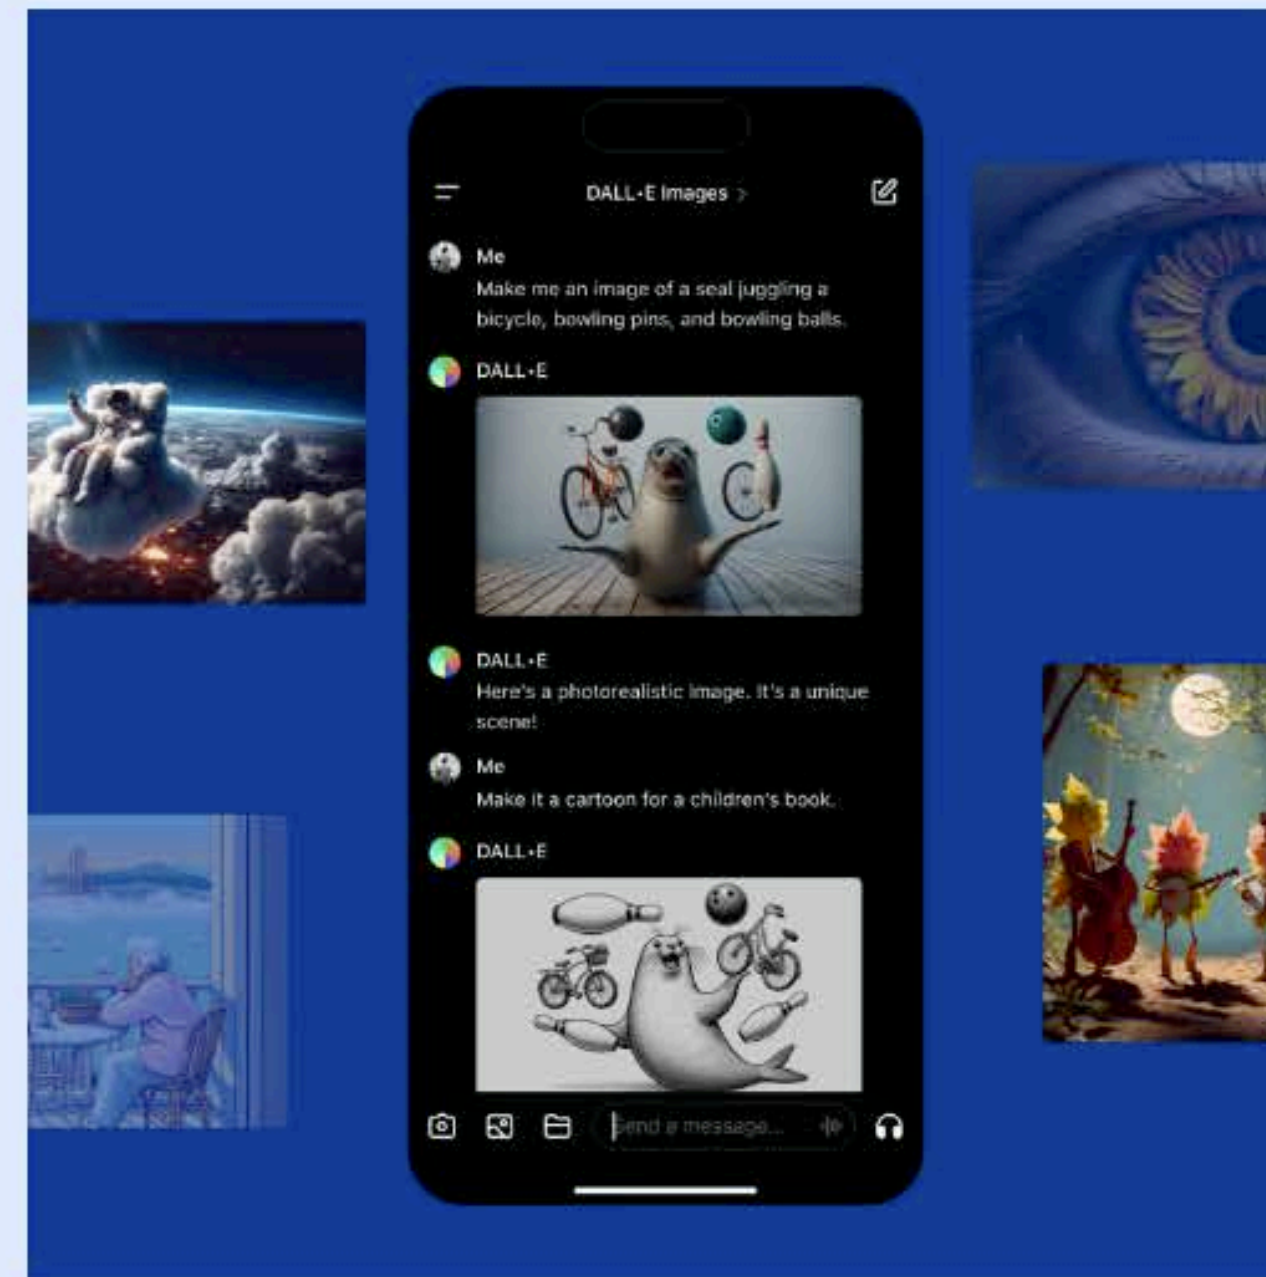 DALL·E Images >
Me
Make me an image of a seal juggling a
bicycle, bowling pins, and bowling balls.
DALL·E
DALL·E
Here's a photorealistic image. It's a unique
scene!
Me
Make it a cartoon for a children's book.
DALL·E
Send a message...